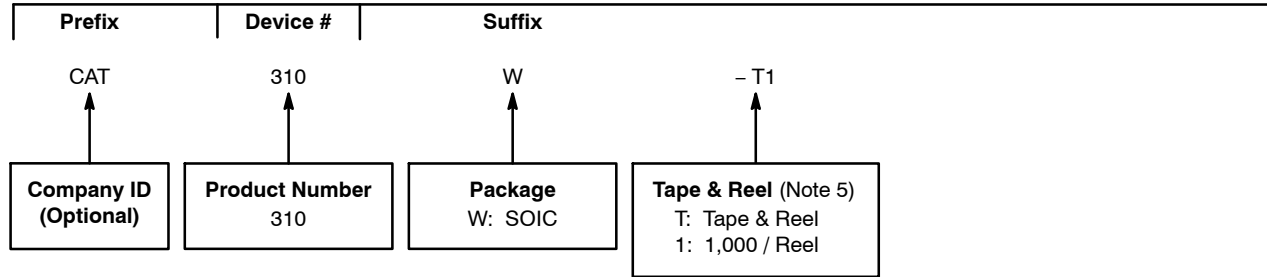 Prefix Device # Suffix
CAT 310 W – T1
Company ID
(Optional)
Product Number
310
Package
W: SOIC
Tape & Reel (Note 5)
T: Tape & Reel
1: 1,000 / Reel